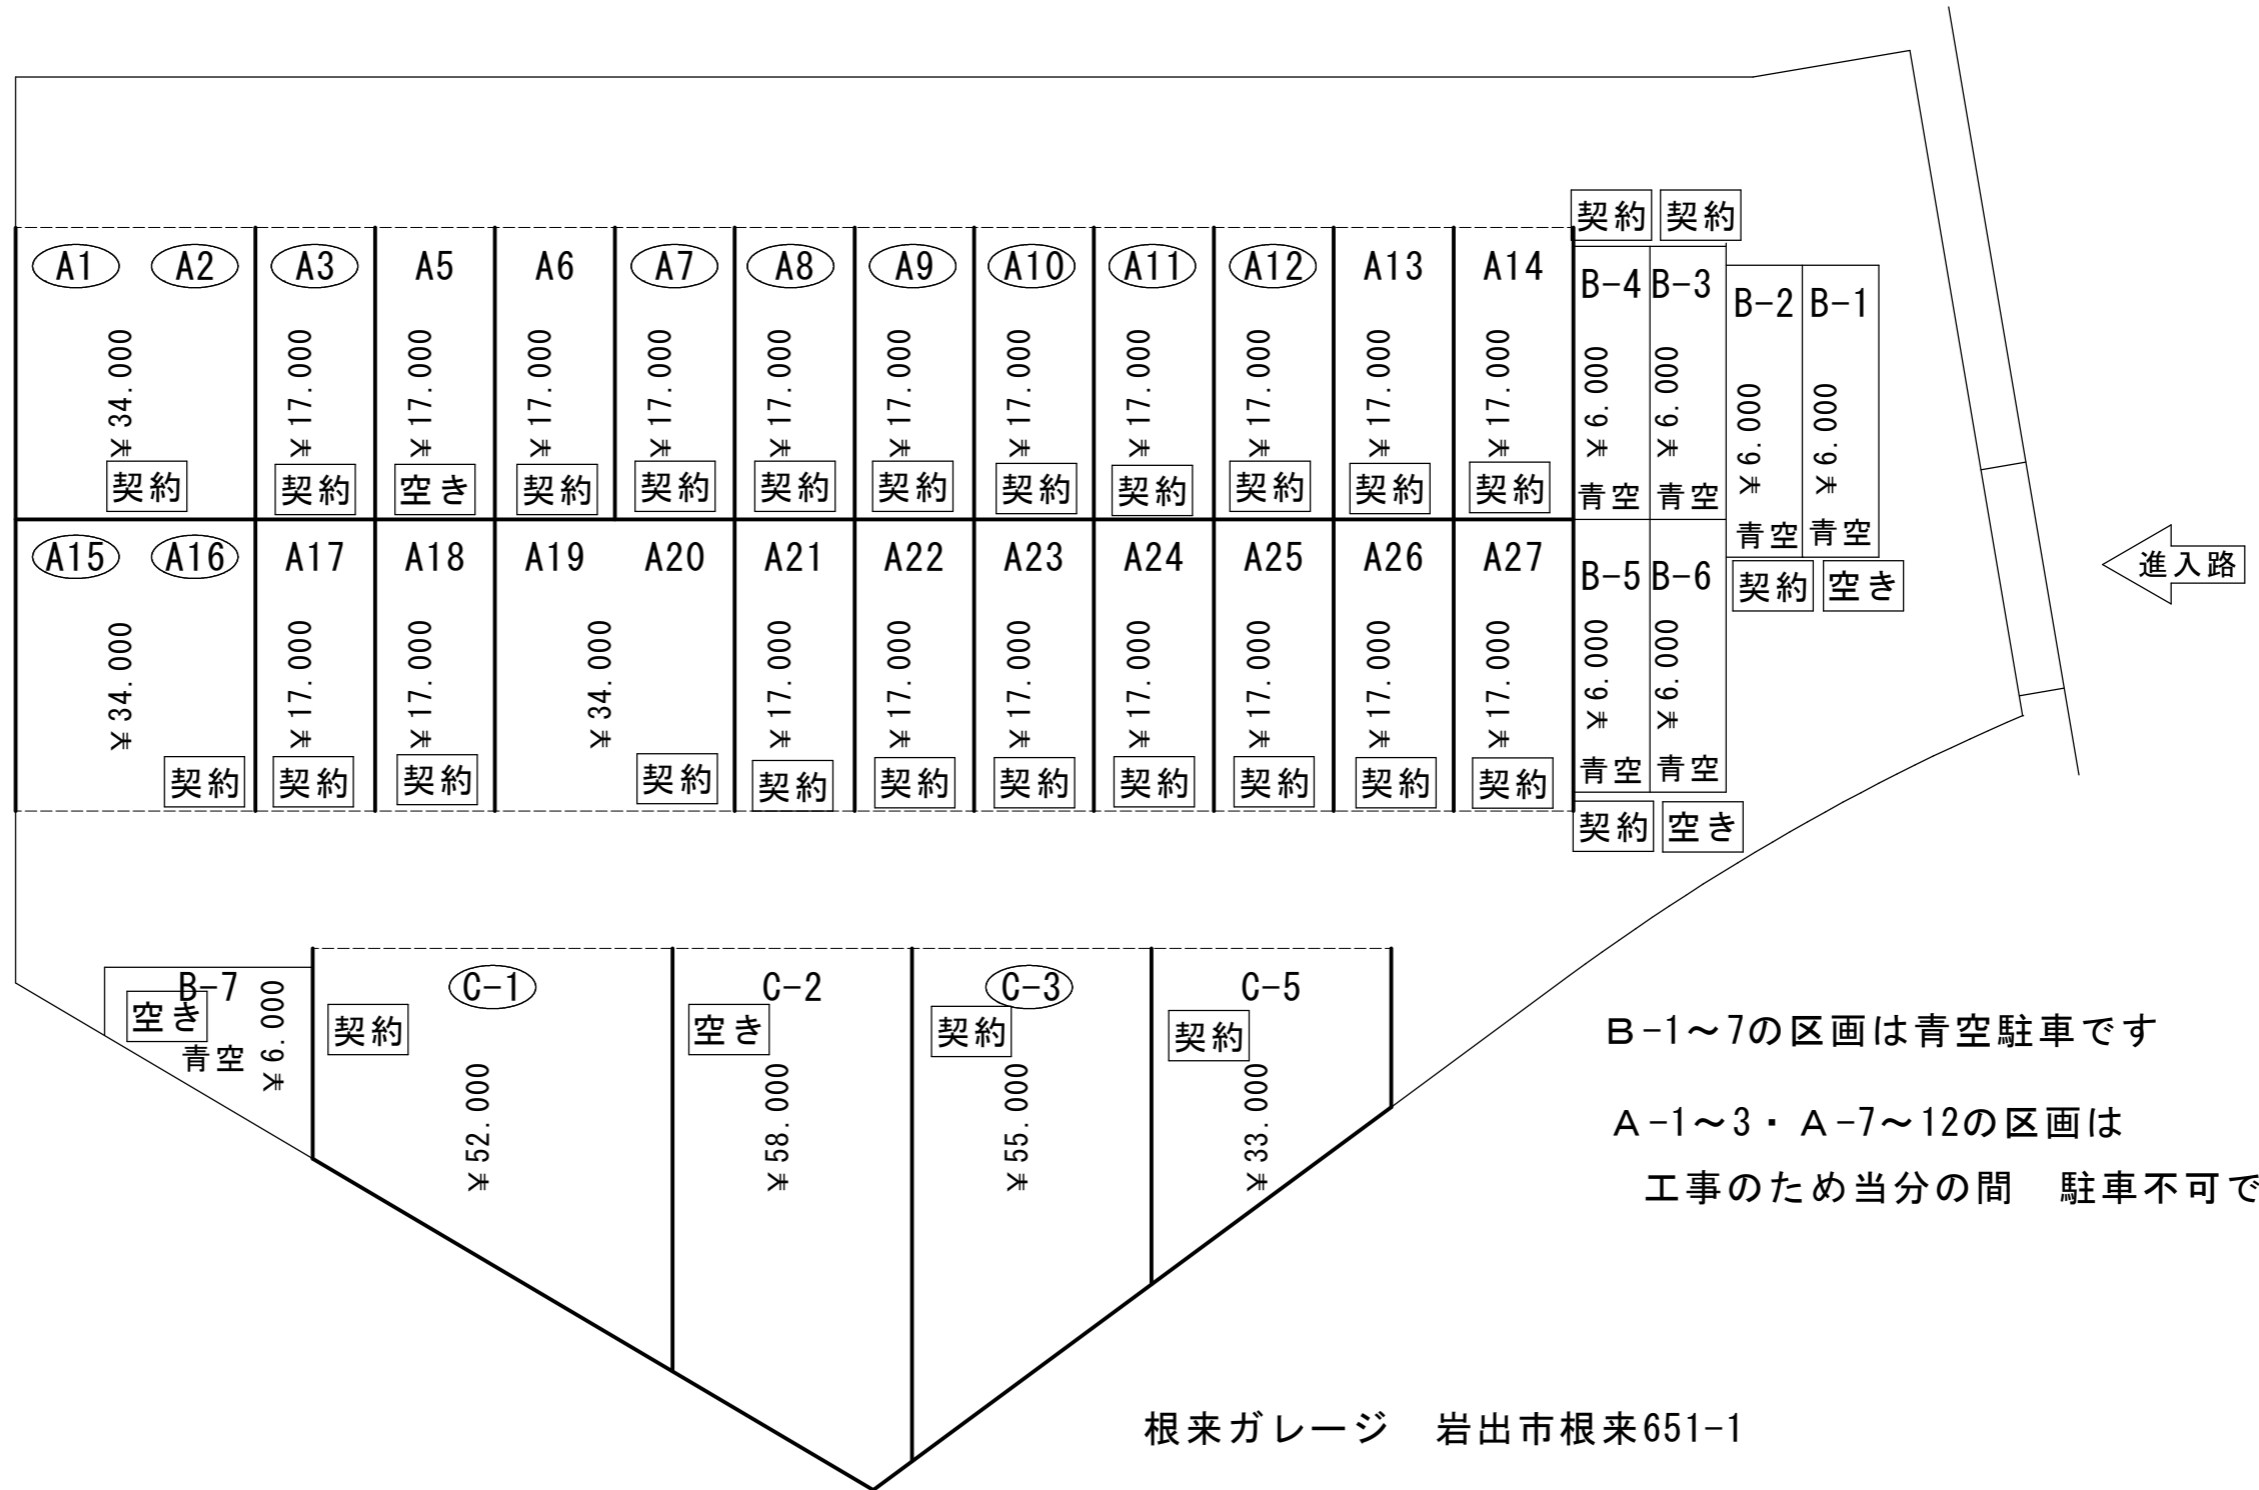 契約 契約
A1 A2 A3 A5 A6 A7 A8 A9 A10 A11 A12 A13 A14 B-4 B-3 B-2 B-1
¥34.000 ¥17.000 ¥17.000 ¥17.000 ¥17.000 ¥17.000 ¥17.000 ¥17.000 ¥17.000 ¥17.000 ¥17.000 ¥17.000 ¥6.000 ¥6.000 ¥6.000 ¥6.000
契約 契約 空き 契約 契約 契約 契約 契約 契約 契約 契約 契約 青空 青空 青空 青空
A15 A16 A17 A18 A19 A20 A21 A22 A23 A24 A25 A26 A27 B-5 B-6 契約 空き
進入路
¥34.000 ¥17.000 ¥17.000 ¥34.000 ¥17.000 ¥17.000 ¥17.000 ¥17.000 ¥17.000 ¥17.000 ¥17.000 ¥6.000 ¥6.000
契約 契約 契約 契約 契約 契約 契約 契約 契約 契約 契約 青空 青空
契約 空き
B-7 C-1 C-2 C-3 C-5
空き 契約 空き 契約 契約
青空 ¥6.000 ¥52.000 ¥58.000 ¥55.000 ¥33.000
Ｂ-1～7の区画は青空駐車です
Ａ-1～3・Ａ-7～12の区画は
工事のため当分の間　駐車不可で
根来ガレージ　岩出市根来651-1